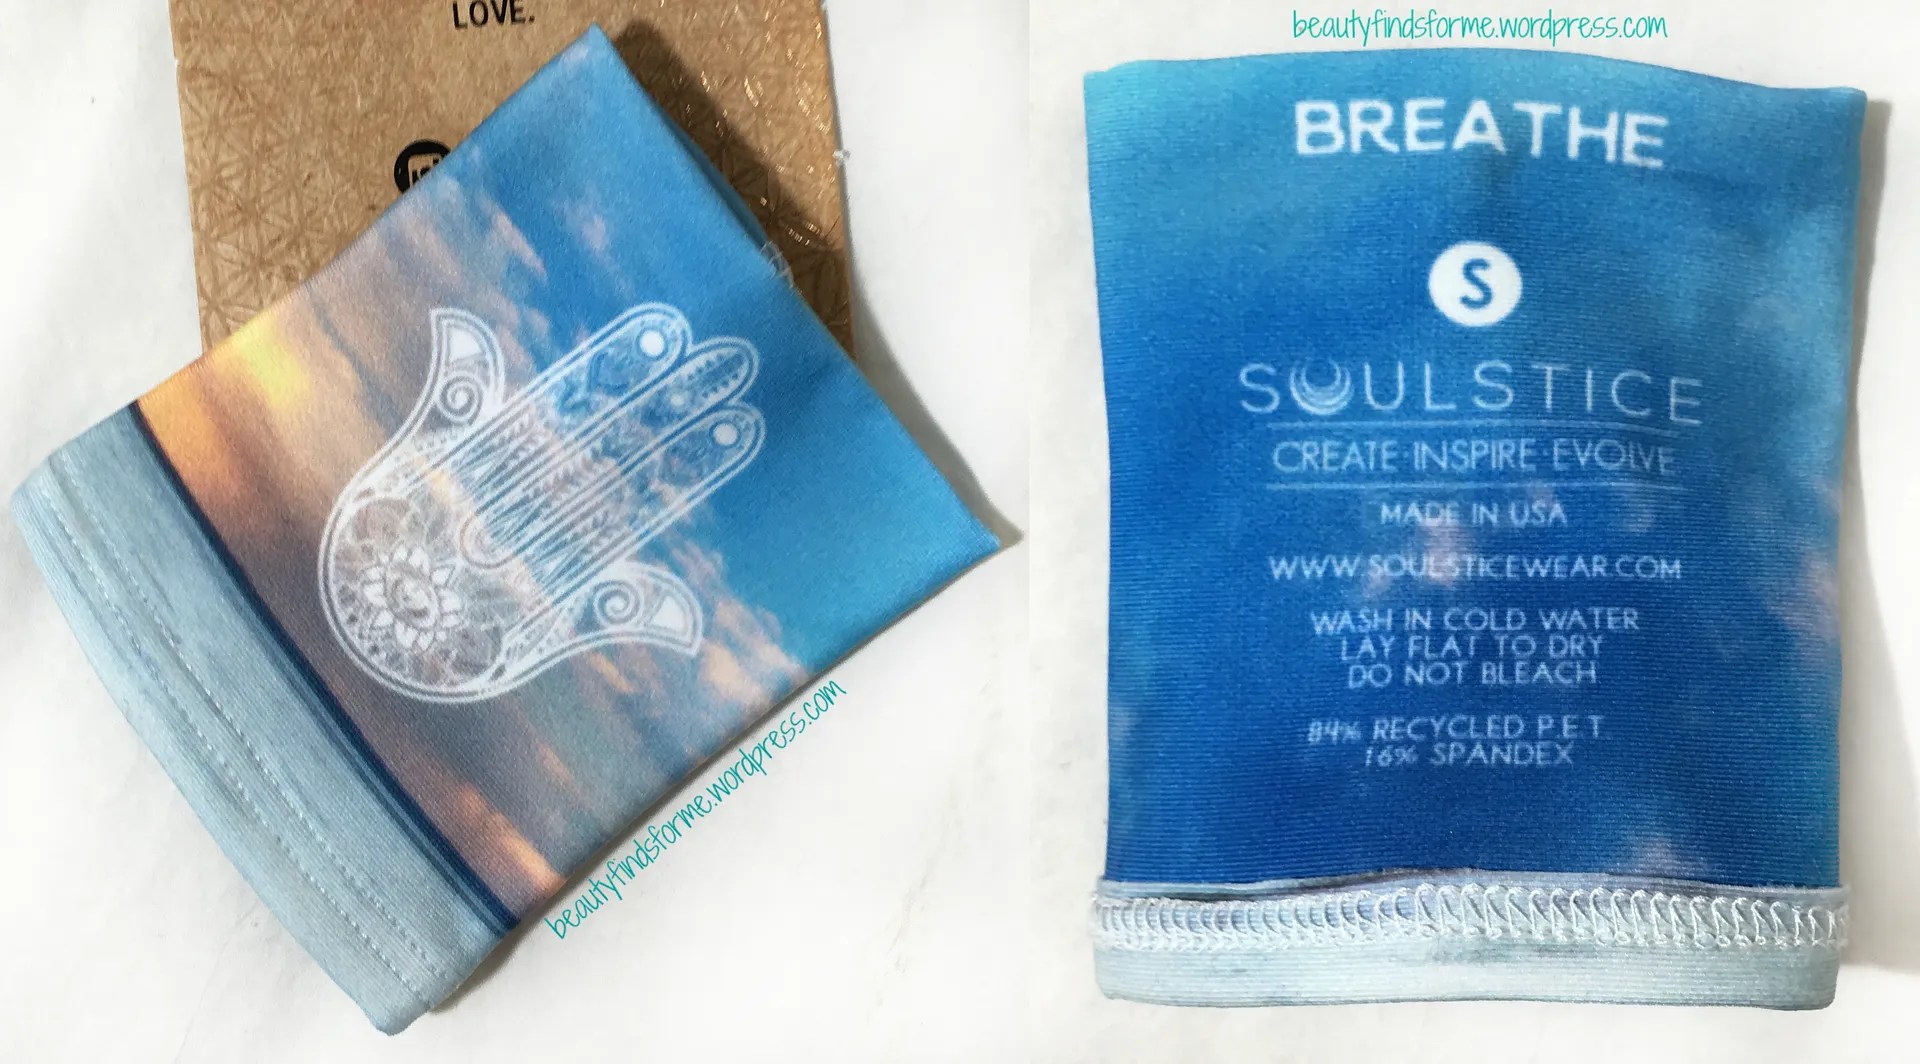 LOVE.
beautyfindsforme.wordpress.com
beautyfindsforme.wordpress.com
BREATHE
S
SOULSTICE
CREATE·INSPIRE·EVOLVE
MADE IN USA
WWW.SOULSTICEWEAR.COM
WASH IN COLD WATER
LAY FLAT TO DRY
DO NOT BLEACH
84% RECYCLED P.E.T.
16% SPANDEX